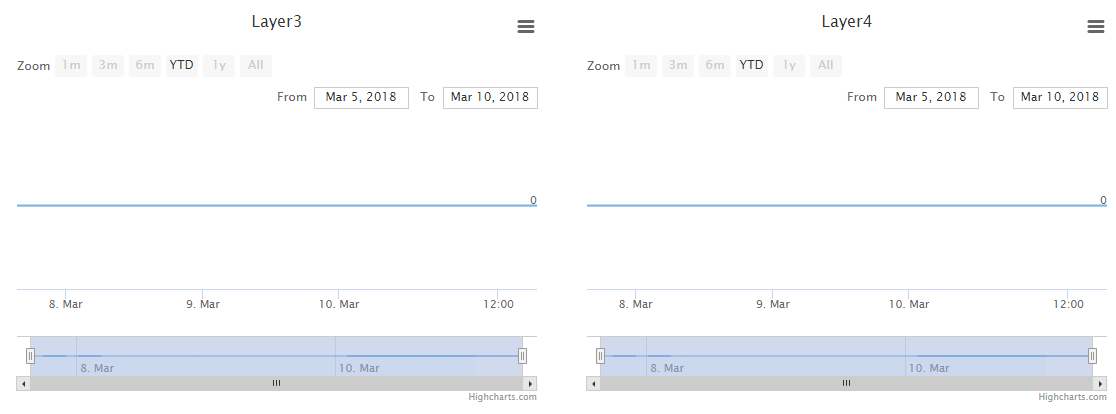 Layer3
Zoom 1m 3m 6m YTD 1y All
From Mar 5, 2018 To Mar 10, 2018
0
8. Mar 9. Mar 10. Mar 12:00
8. Mar 10. Mar
Highcharts.com
Layer4
Zoom 1m 3m 6m YTD 1y All
From Mar 5, 2018 To Mar 10, 2018
0
8. Mar 9. Mar 10. Mar 12:00
8. Mar 10. Mar
Highcharts.com